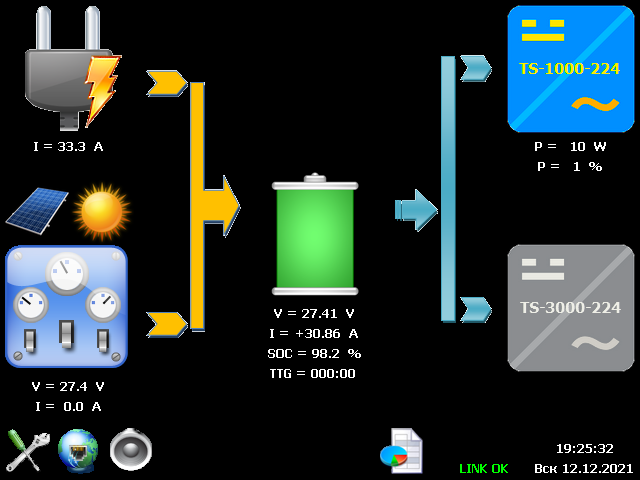 TS-1000-224
I = 33.3 A
P = 10 W
P = 1 %
V = 27.41 V
I = +30.86 A
SOC = 98.2 %
TTG = 000:00
TS-3000-224
V = 27.4 V
I = 0.0 A
LINK OK
19:25:32
Вск 12.12.2021